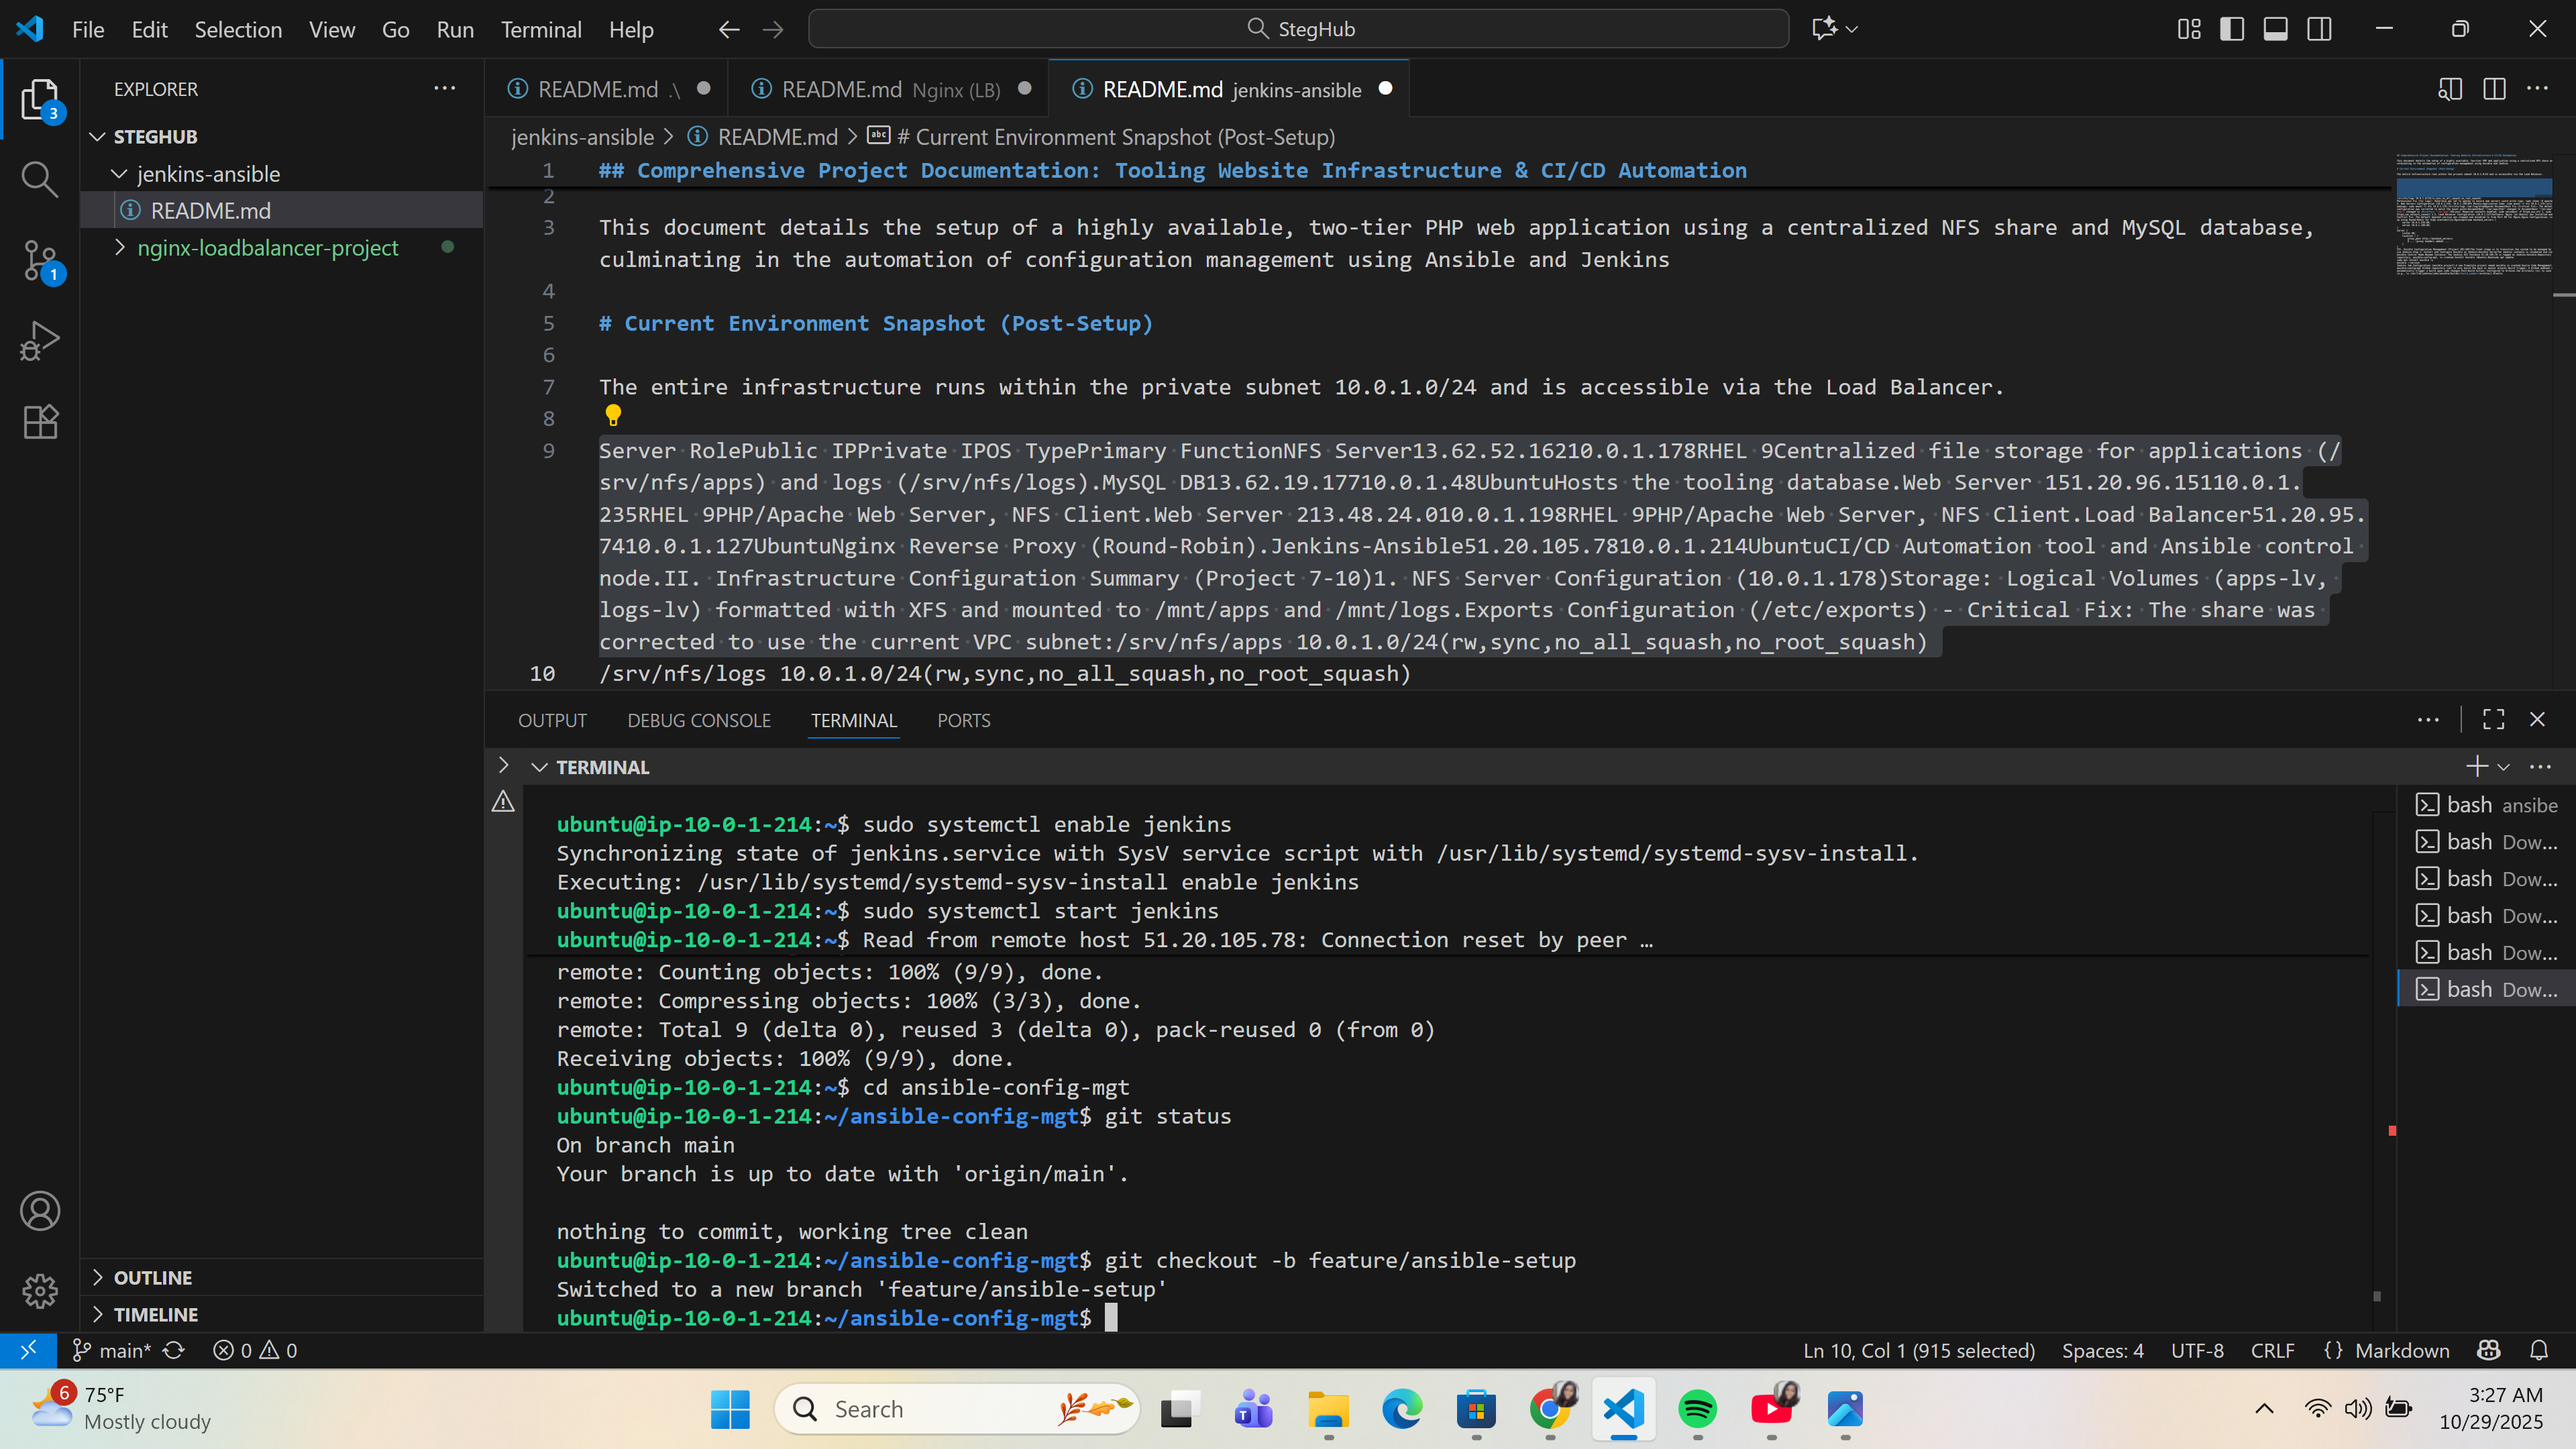 File Edit Selection View Go Run Terminal Help
StegHub
EXPLORER
3
STEGHUB
jenkins-ansible
README.md
nginx-loadbalancer-project
1
OUTLINE
TIMELINE
README.md .\
README.md Nginx (LB)
README.md jenkins-ansible
jenkins-ansible > README.md > # Current Environment Snapshot (Post-Setup)
1 ## Comprehensive Project Documentation: Tooling Website Infrastructure & CI/CD Automation
2
3 This document details the setup of a highly available, two-tier PHP web application using a centralized NFS share and MySQL database,
culminating in the automation of configuration management using Ansible and Jenkins
4
5 # Current Environment Snapshot (Post-Setup)
6
7 The entire infrastructure runs within the private subnet 10.0.1.0/24 and is accessible via the Load Balancer.
8
9 Server RolePublic IPPrivate IPOS TypePrimary FunctionNFS Server13.62.52.16210.0.1.178RHEL 9Centralized file storage for applications (/
srv/nfs/apps) and logs (/srv/nfs/logs).MySQL DB13.62.19.17710.0.1.48UbuntuHosts the tooling database.Web Server 151.20.96.15110.0.1.
235RHEL 9PHP/Apache Web Server, NFS Client.Web Server 213.48.24.010.0.1.198RHEL 9PHP/Apache Web Server, NFS Client.Load Balancer51.20.95.
7410.0.1.127UbuntuNginx Reverse Proxy (Round-Robin).Jenkins-Ansible51.20.105.7810.0.1.214UbuntuCI/CD Automation tool and Ansible control
node.II. Infrastructure Configuration Summary (Project 7-10)1. NFS Server Configuration (10.0.1.178)Storage: Logical Volumes (apps-lv,
logs-lv) formatted with XFS and mounted to /mnt/apps and /mnt/logs.Exports Configuration (/etc/exports) - Critical Fix: The share was
corrected to use the current VPC subnet:/srv/nfs/apps 10.0.1.0/24(rw,sync,no_all_squash,no_root_squash)
10 /srv/nfs/logs 10.0.1.0/24(rw,sync,no_all_squash,no_root_squash)
OUTPUT DEBUG CONSOLE TERMINAL PORTS
TERMINAL
ubuntu@ip-10-0-1-214:~$ sudo systemctl enable jenkins
Synchronizing state of jenkins.service with SysV service script with /usr/lib/systemd/systemd-sysv-install.
Executing: /usr/lib/systemd/systemd-sysv-install enable jenkins
ubuntu@ip-10-0-1-214:~$ sudo systemctl start jenkins
ubuntu@ip-10-0-1-214:~$ Read from remote host 51.20.105.78: Connection reset by peer …
remote: Counting objects: 100% (9/9), done.
remote: Compressing objects: 100% (3/3), done.
remote: Total 9 (delta 0), reused 3 (delta 0), pack-reused 0 (from 0)
Receiving objects: 100% (9/9), done.
ubuntu@ip-10-0-1-214:~$ cd ansible-config-mgt
ubuntu@ip-10-0-1-214:~/ansible-config-mgt$ git status
On branch main
Your branch is up to date with 'origin/main'.
nothing to commit, working tree clean
ubuntu@ip-10-0-1-214:~/ansible-config-mgt$ git checkout -b feature/ansible-setup
Switched to a new branch 'feature/ansible-setup'
ubuntu@ip-10-0-1-214:~/ansible-config-mgt$
bash ansibe
bash Dow...
bash Dow...
bash Dow...
bash Dow...
bash Dow...
main* 0 0
Ln 10, Col 1 (915 selected) Spaces: 4 UTF-8 CRLF {} Markdown
6
75°F
Mostly cloudy
Search
3:27 AM
10/29/2025